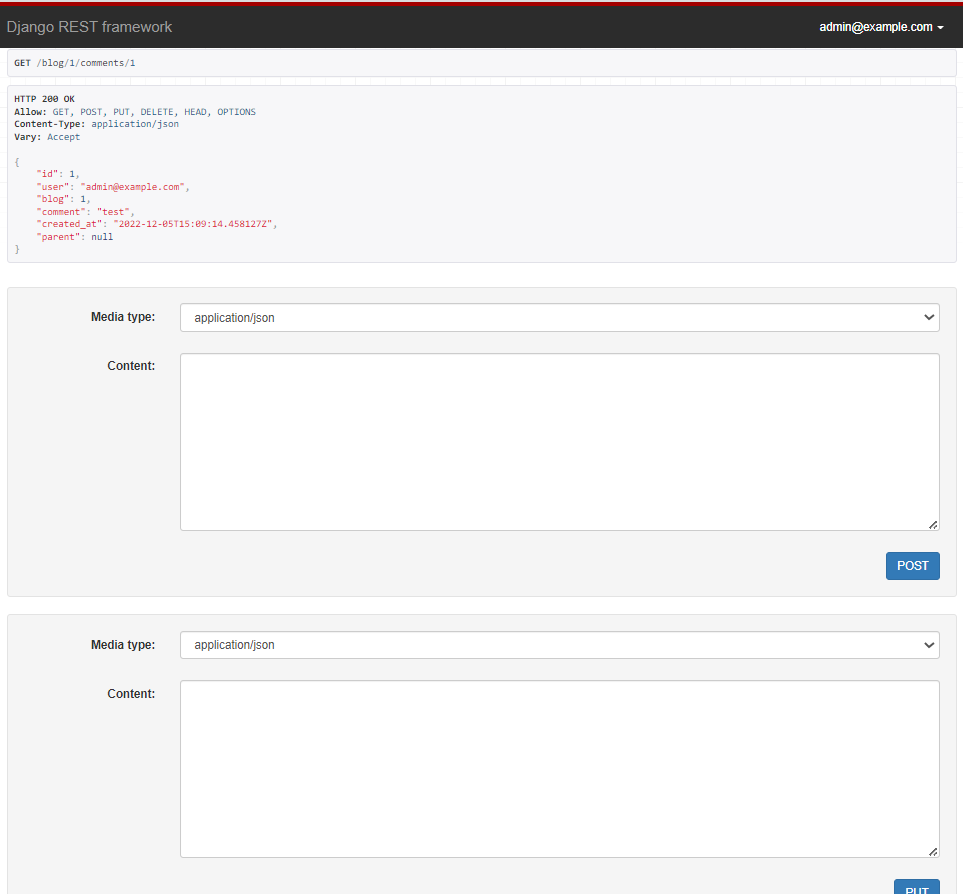 Django REST framework
admin@example.com
GET /blog/1/comments/1
HTTP 200 OK
Allow: GET, POST, PUT, DELETE, HEAD, OPTIONS
Content-Type: application/json
Vary: Accept
{
    "id": 1,
    "user": "admin@example.com",
    "blog": 1,
    "comment": "test",
    "created_at": "2022-12-05T15:09:14.458127Z",
    "parent": null
}
Media type: application/json
Content:
POST
Media type: application/json
Content:
PUT